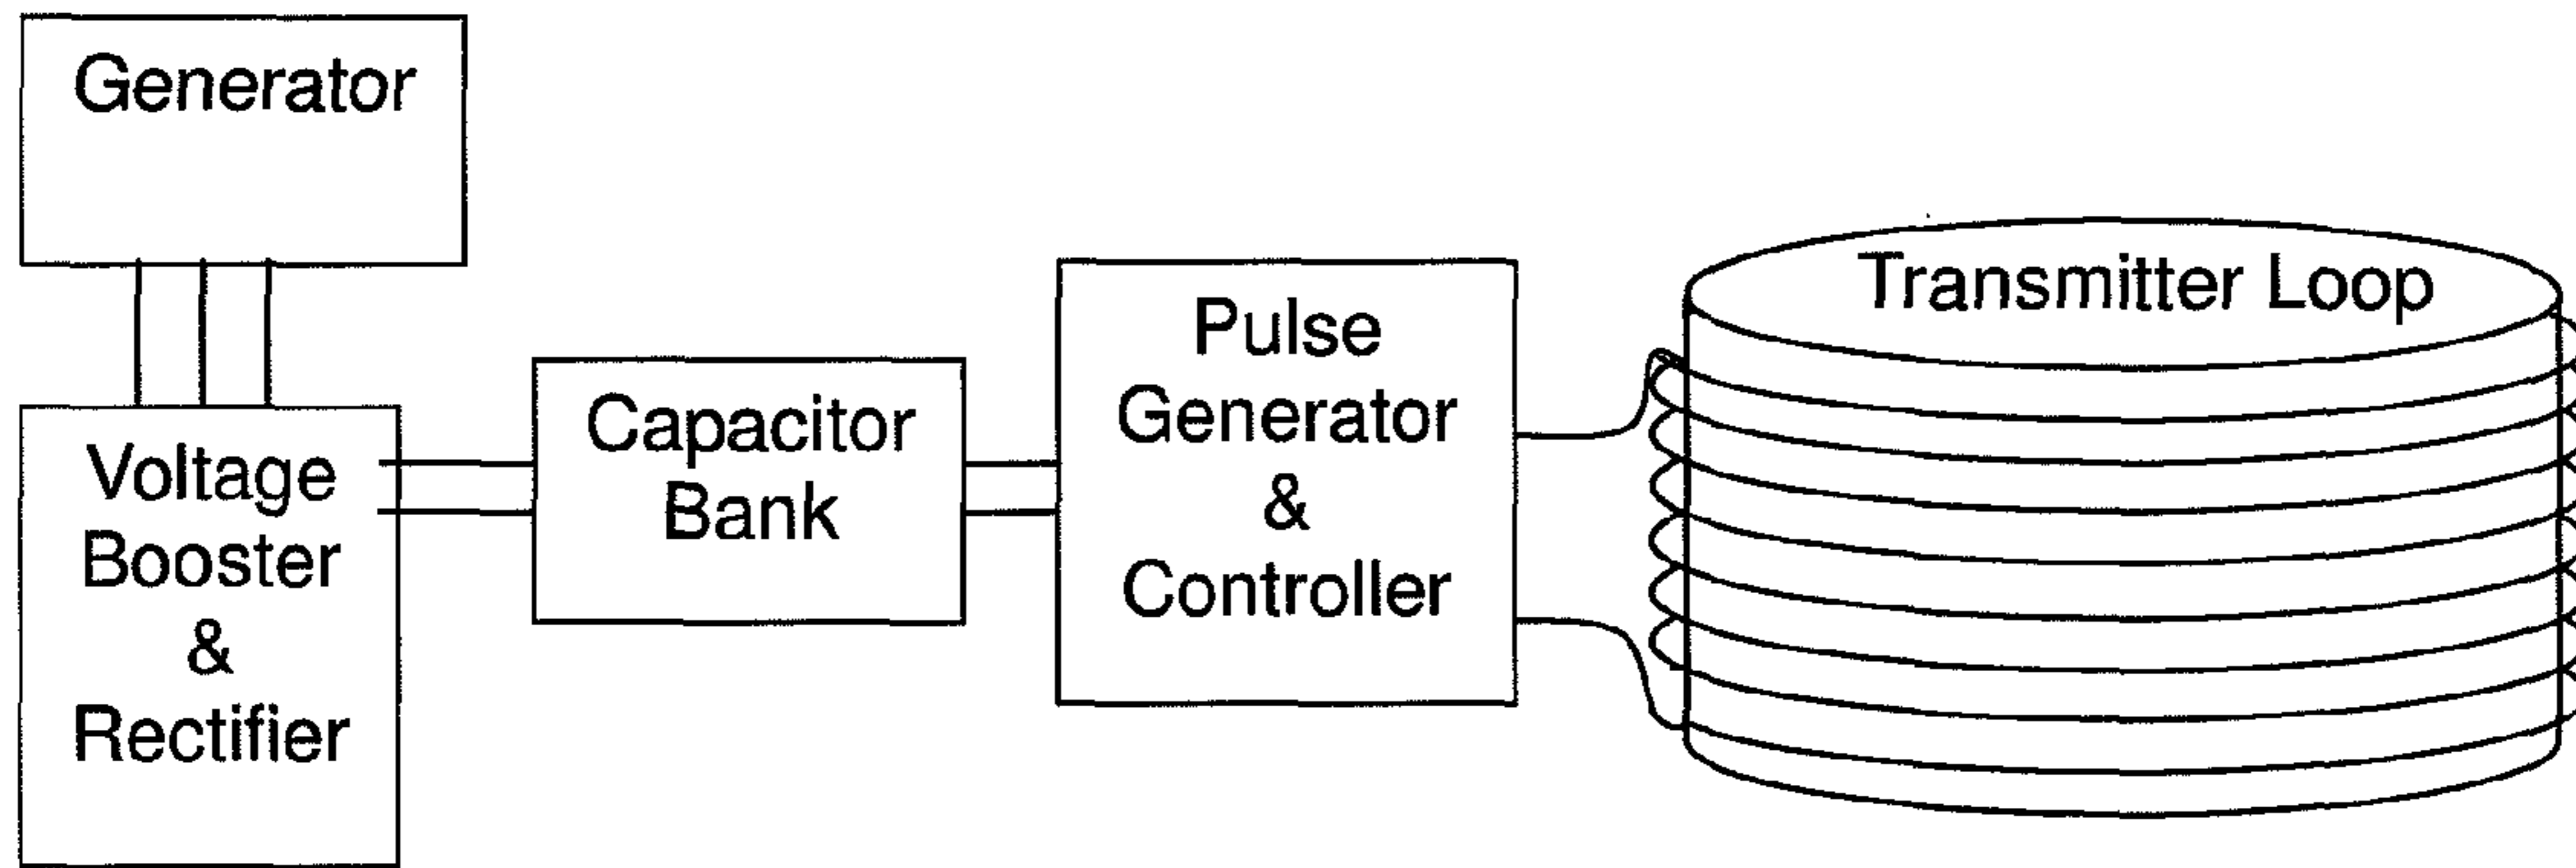 Generator
Voltage
Booster
&
Rectifier
Capacitor
Bank
Pulse
Generator
&
Controller
Transmitter Loop